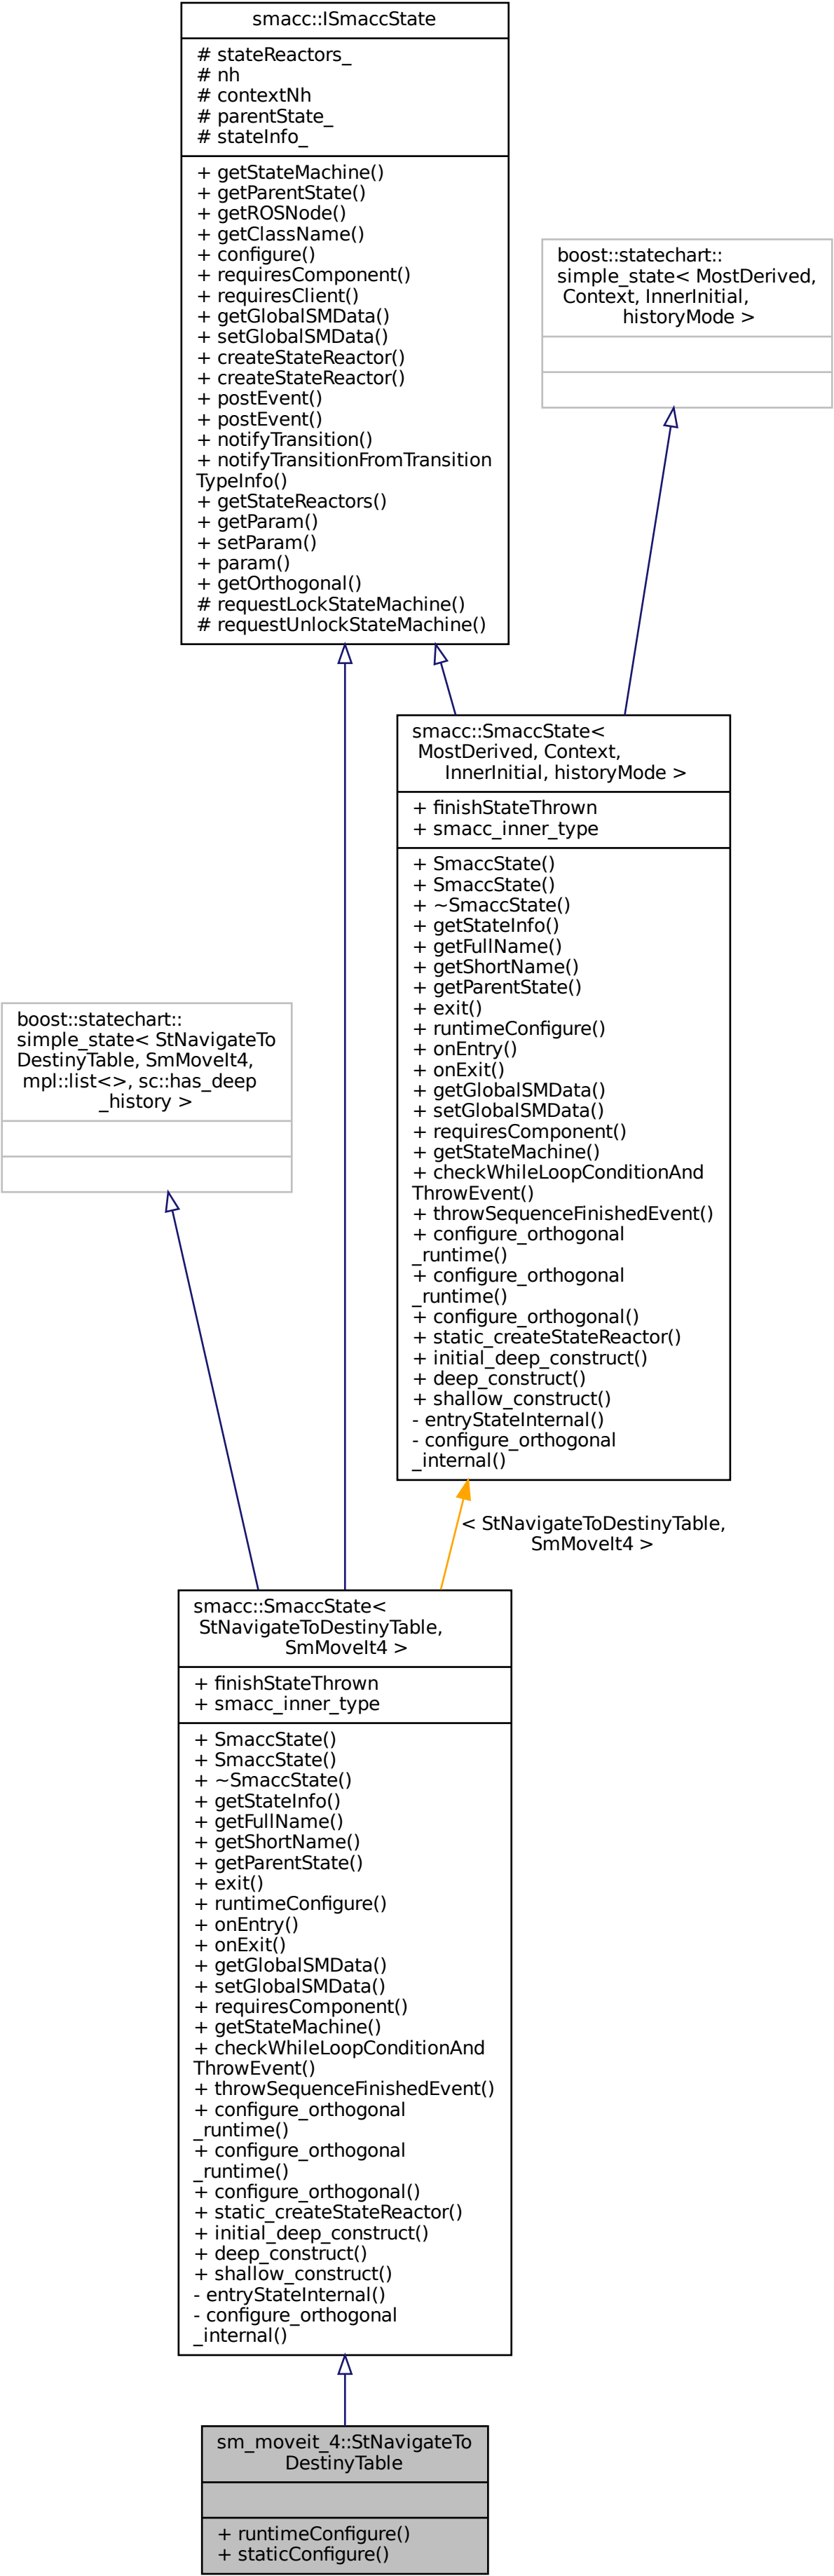 smacc::ISmaccState
# stateReactors_
# nh
# contextNh
# parentState_
# stateInfo_
+ getStateMachine()
+ getParentState()
+ getROSNode()
+ getClassName()
+ configure()
+ requiresComponent()
+ requiresClient()
+ getGlobalSMData()
+ setGlobalSMData()
+ createStateReactor()
+ createStateReactor()
+ postEvent()
+ postEvent()
+ notifyTransition()
+ notifyTransitionFromTransition
TypeInfo()
+ getStateReactors()
+ getParam()
+ setParam()
+ param()
+ getOrthogonal()
# requestLockStateMachine()
# requestUnlockStateMachine()
boost::statechart::
simple_state< MostDerived,
Context, InnerInitial,
historyMode >
smacc::SmaccState<
MostDerived, Context,
InnerInitial, historyMode >
+ finishStateThrown
+ smacc_inner_type
+ SmaccState()
+ SmaccState()
+ ~SmaccState()
+ getStateInfo()
+ getFullName()
+ getShortName()
+ getParentState()
+ exit()
+ runtimeConfigure()
+ onEntry()
+ onExit()
+ getGlobalSMData()
+ setGlobalSMData()
+ requiresComponent()
+ getStateMachine()
+ checkWhileLoopConditionAnd
ThrowEvent()
+ throwSequenceFinishedEvent()
+ configure_orthogonal
_runtime()
+ configure_orthogonal
_runtime()
+ configure_orthogonal()
+ static_createStateReactor()
+ initial_deep_construct()
+ deep_construct()
+ shallow_construct()
- entryStateInternal()
- configure_orthogonal
_internal()
boost::statechart::
simple_state< StNavigateTo
DestinyTable, SmMoveIt4,
mpl::list<>, sc::has_deep
_history >
< StNavigateToDestinyTable,
SmMoveIt4 >
smacc::SmaccState<
StNavigateToDestinyTable,
SmMoveIt4 >
+ finishStateThrown
+ smacc_inner_type
+ SmaccState()
+ SmaccState()
+ ~SmaccState()
+ getStateInfo()
+ getFullName()
+ getShortName()
+ getParentState()
+ exit()
+ runtimeConfigure()
+ onEntry()
+ onExit()
+ getGlobalSMData()
+ setGlobalSMData()
+ requiresComponent()
+ getStateMachine()
+ checkWhileLoopConditionAnd
ThrowEvent()
+ throwSequenceFinishedEvent()
+ configure_orthogonal
_runtime()
+ configure_orthogonal
_runtime()
+ configure_orthogonal()
+ static_createStateReactor()
+ initial_deep_construct()
+ deep_construct()
+ shallow_construct()
- entryStateInternal()
- configure_orthogonal
_internal()
sm_moveit_4::StNavigateTo
DestinyTable
+ runtimeConfigure()
+ staticConfigure()